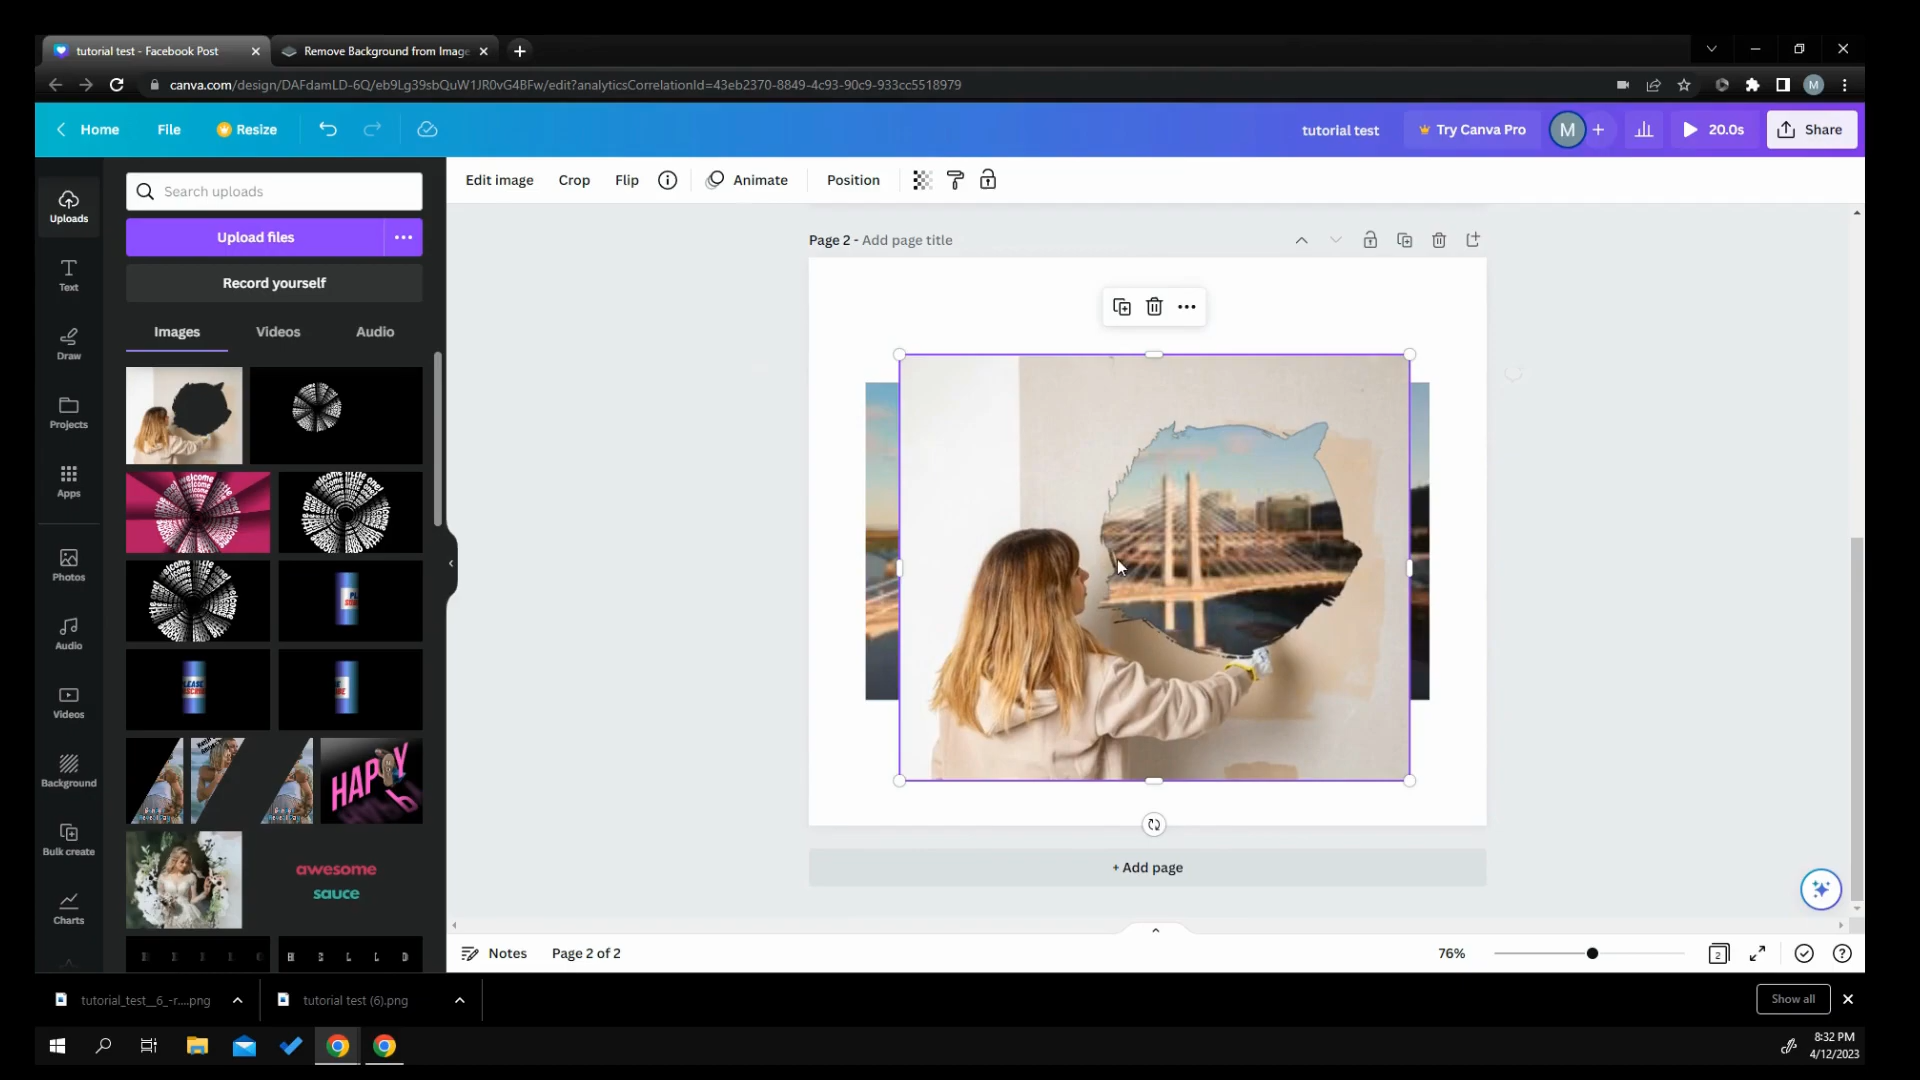 tutorial test - Facebook Post
Remove Background from Image
canva.com/design/DAFdamLD-6Q/eb9Lg39sbQuW1JR0vG4BFw/edit?analyticsCorrelationId=43eb2370-8849-4c93-90c9-933cc5518979
M
Home
File
Resize
tutorial test
Try Canva Pro
M
20.0s
Share
Uploads
Text
Draw
Projects
Apps
Photos
Audio
Videos
Background
Bulk create
Charts
Search uploads
Upload files
Record yourself
Images
Videos
Audio
HAPPY
awesome
sauce
Edit image
Crop
Flip
Animate
Position
Page 2 - Add page title
+ Add page
Notes
Page 2 of 2
76%
2
tutorial_test__6_-r....png
tutorial test (6).png
Show all
8:32 PM
4/12/2023